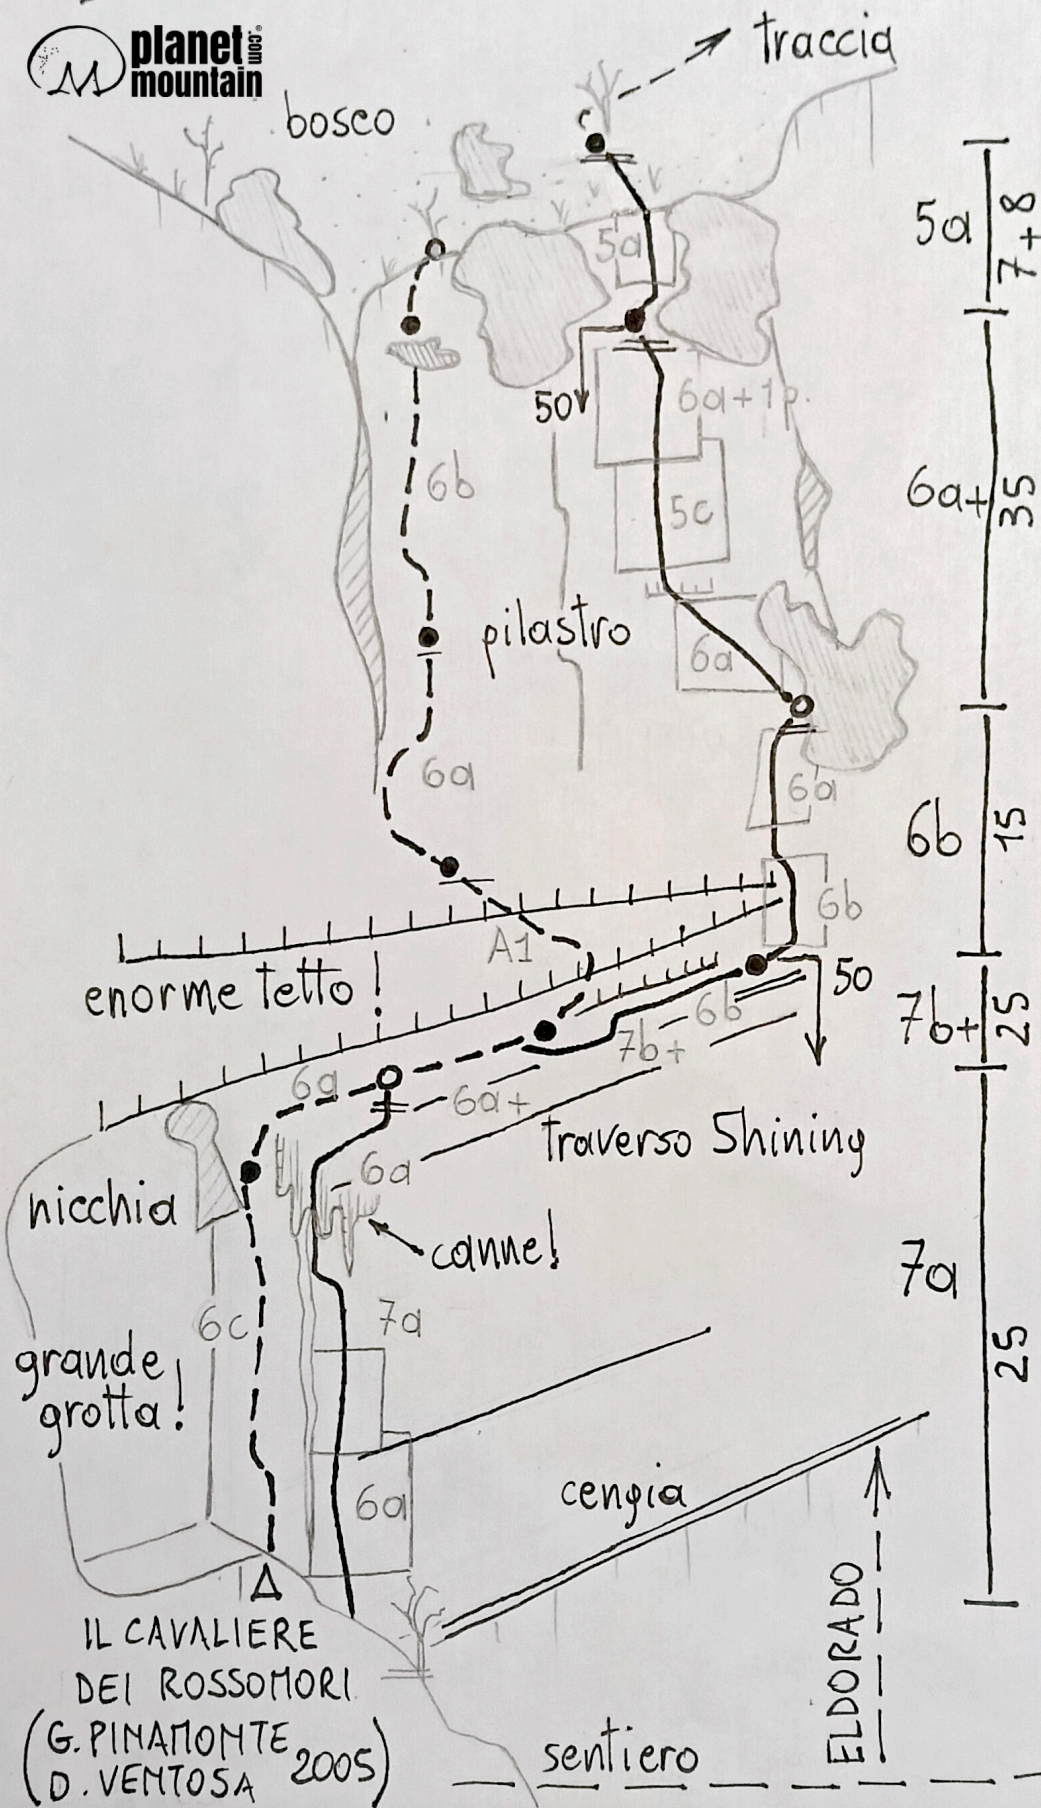 planet
mountain
.com
traccia
bosco
5a
5a
7+8
50
6a+1p.
6b
5c
6a+
35
pilastro
6a
6a
6a
6b
15
6b
A1
enorme tetto!
50
6b
7b+
7b+
25
6a
6a+
traverso Shining
6a
nicchia
canne!
7a
7a
6c
25
grande
grotta!
6a
cengia
ELDORADO
IL CAVALIERE
DEI ROSSOMORI
(G. PINAMONTE
D. VENTOSA 2005)
sentiero